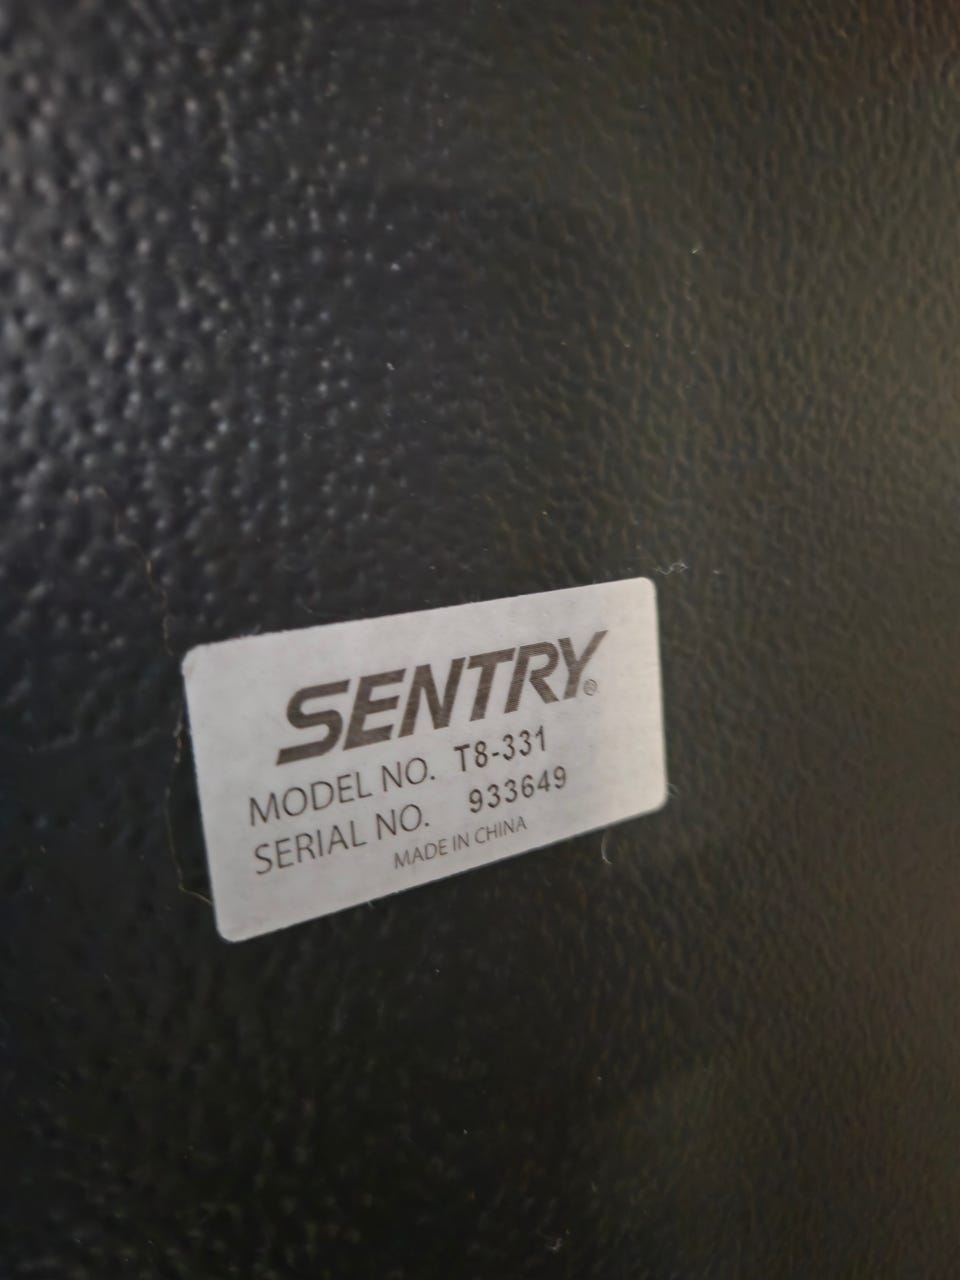 SENTRY®
MODEL NO. T8-331
SERIAL NO. 933649
MADE IN CHINA